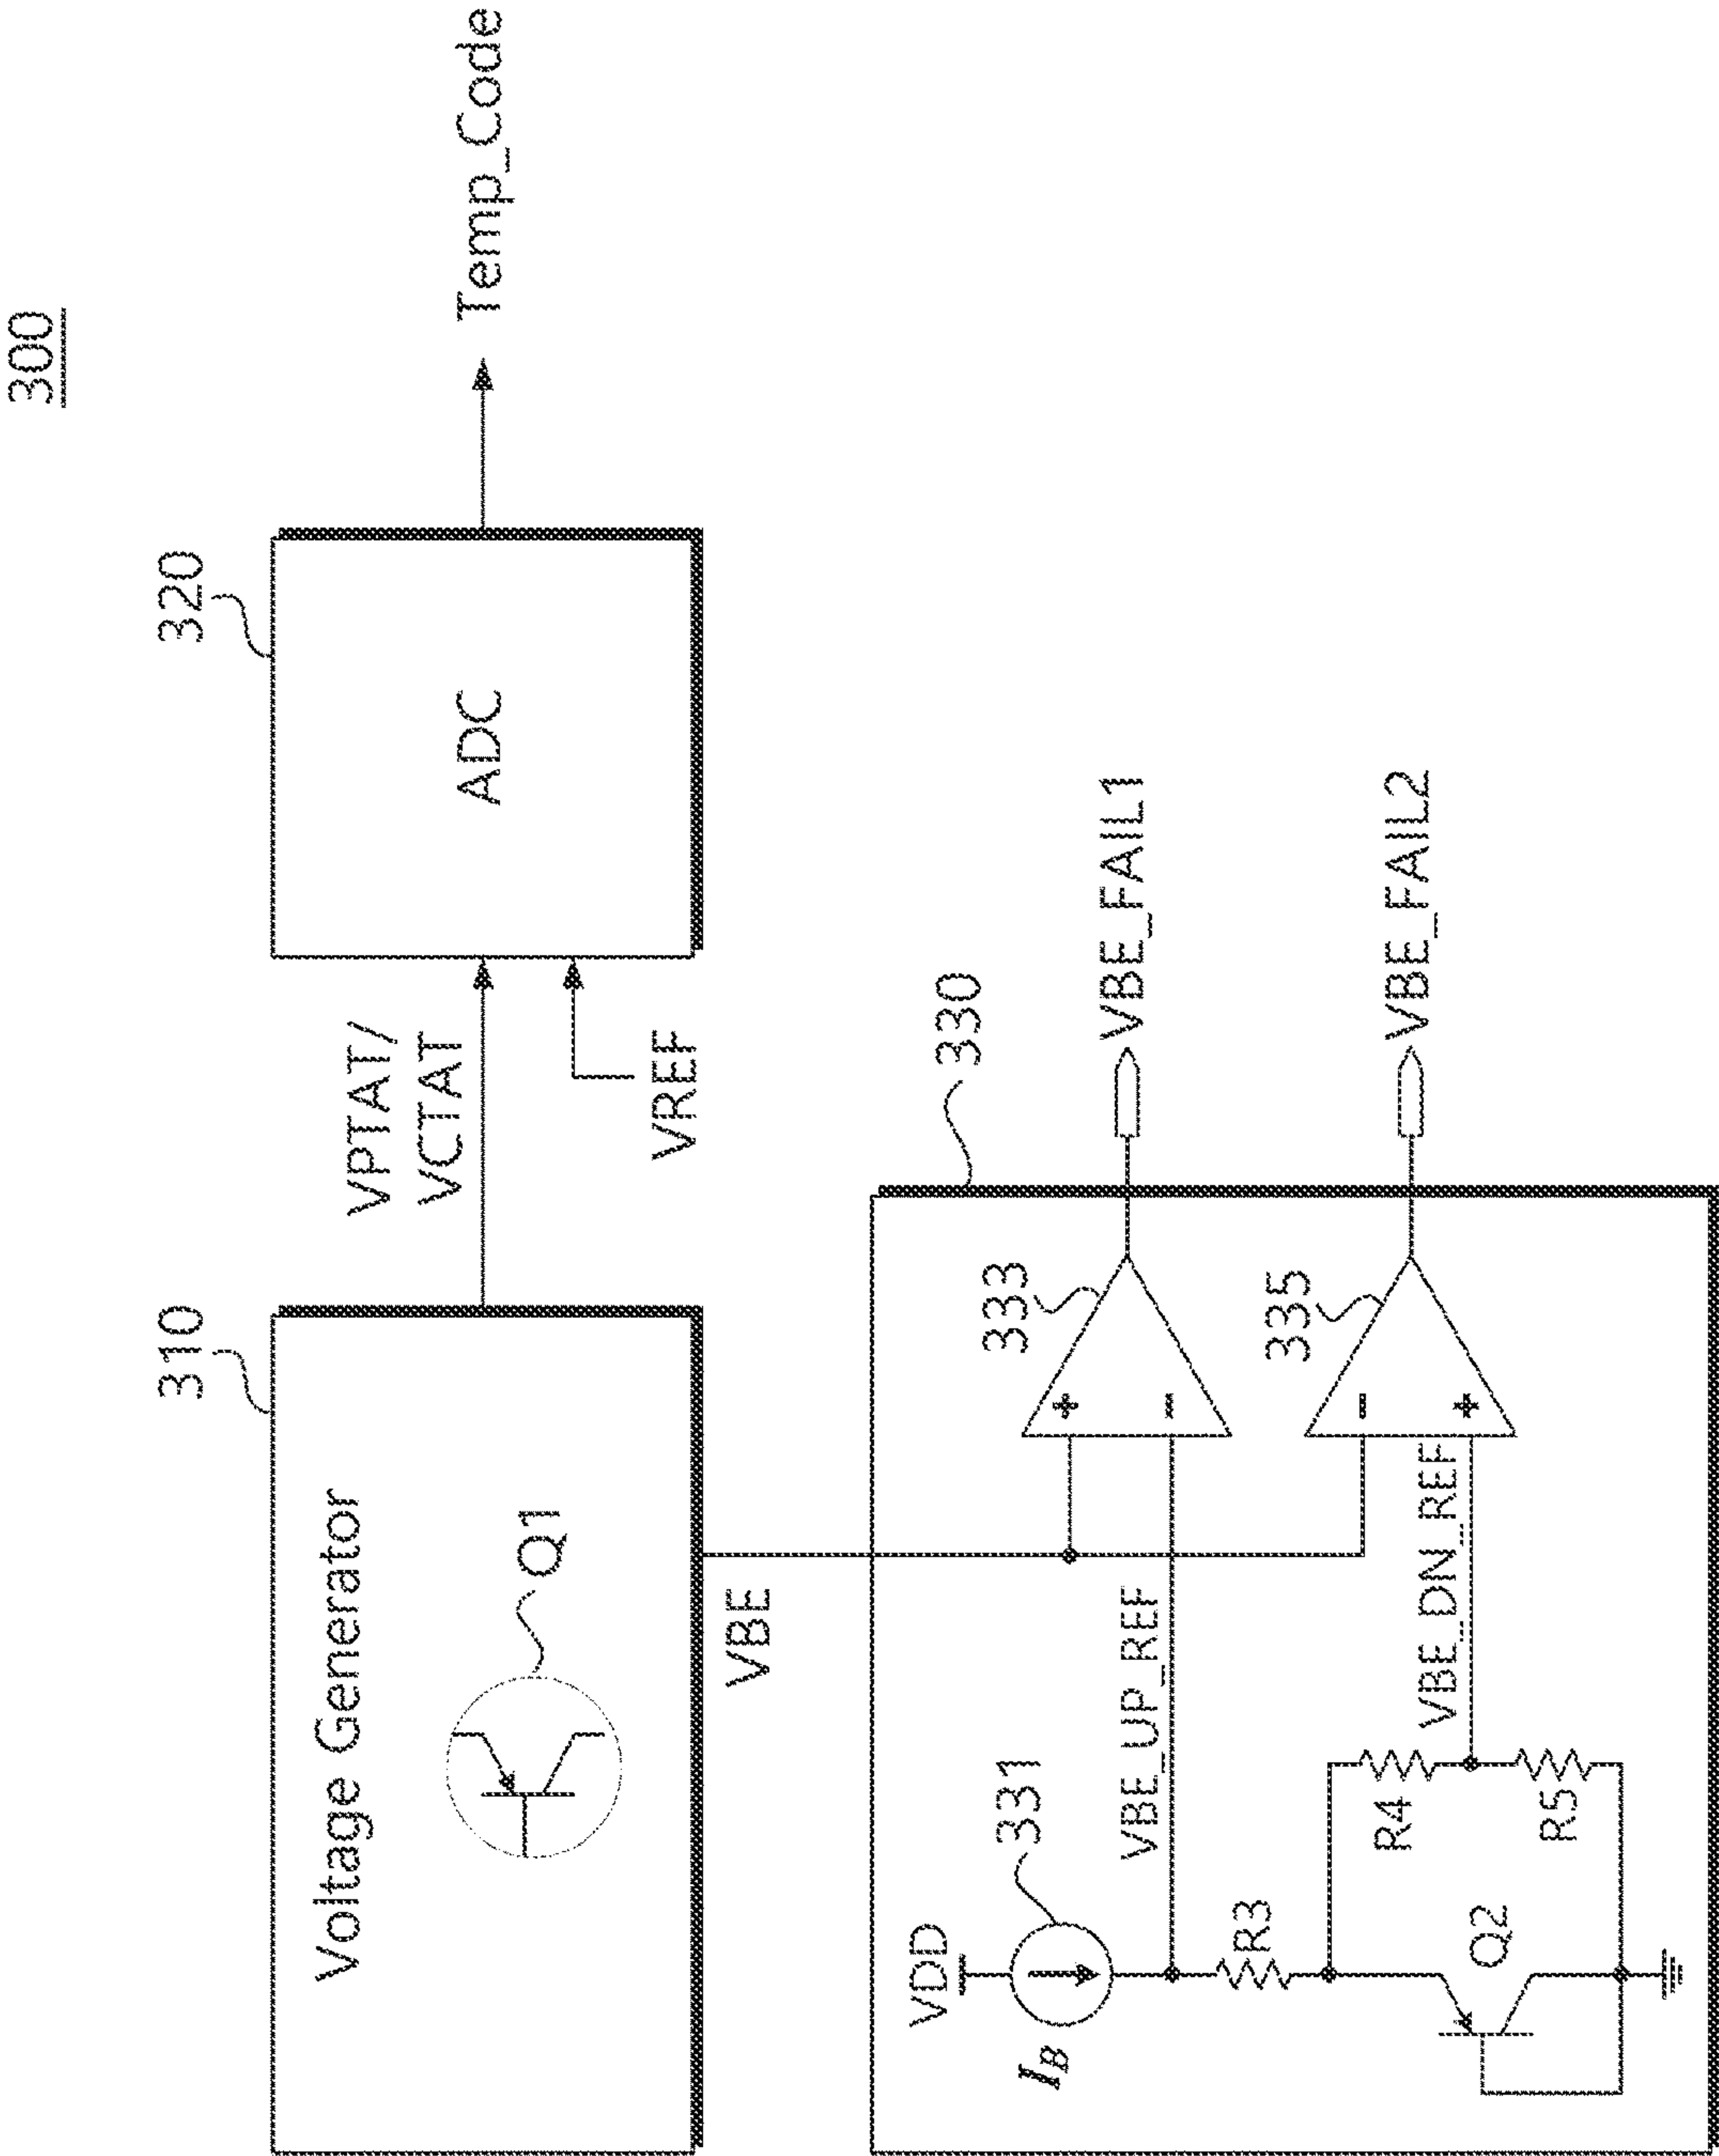 300
310
320
Voltage Generator
Q1
VPTAT/
VCTAT
VREF
ADC
Temp_Code
VBE
330
VDD
331
I_B
VBE_UP_REF
333
+
-
VBE_FAIL1
R3
335
-
+
VBE_FAIL2
VBE_DN_REF
R4
Q2
R5